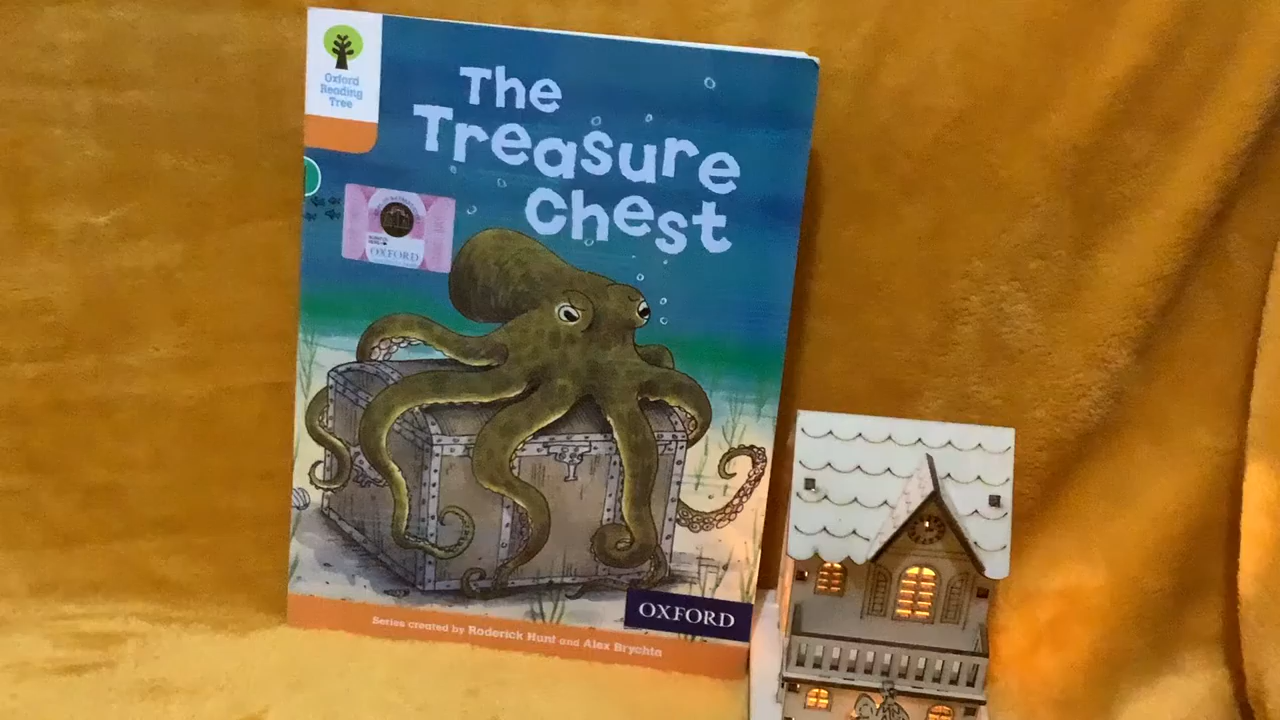 Oxford
Reading
Tree
The
Treasure
Chest
OXFORD
OXFORD
Series created by Roderick Hunt and Alex Brychta